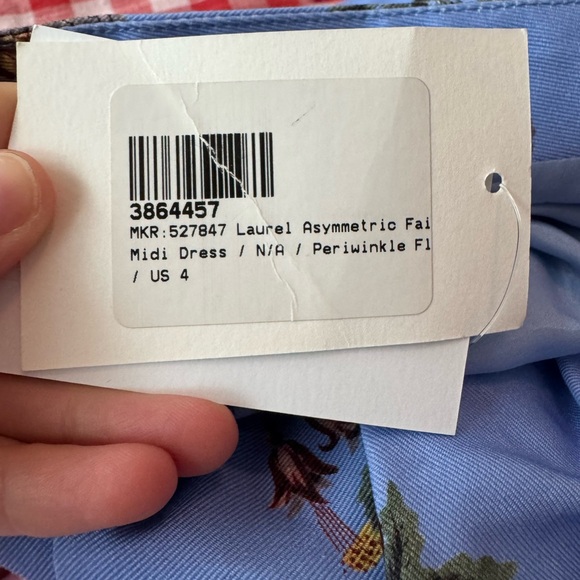 3864457
MKR:527847 Laurel Asymmetric Fai
Midi Dress / N/A / Periwinkle Fl
/ US 4